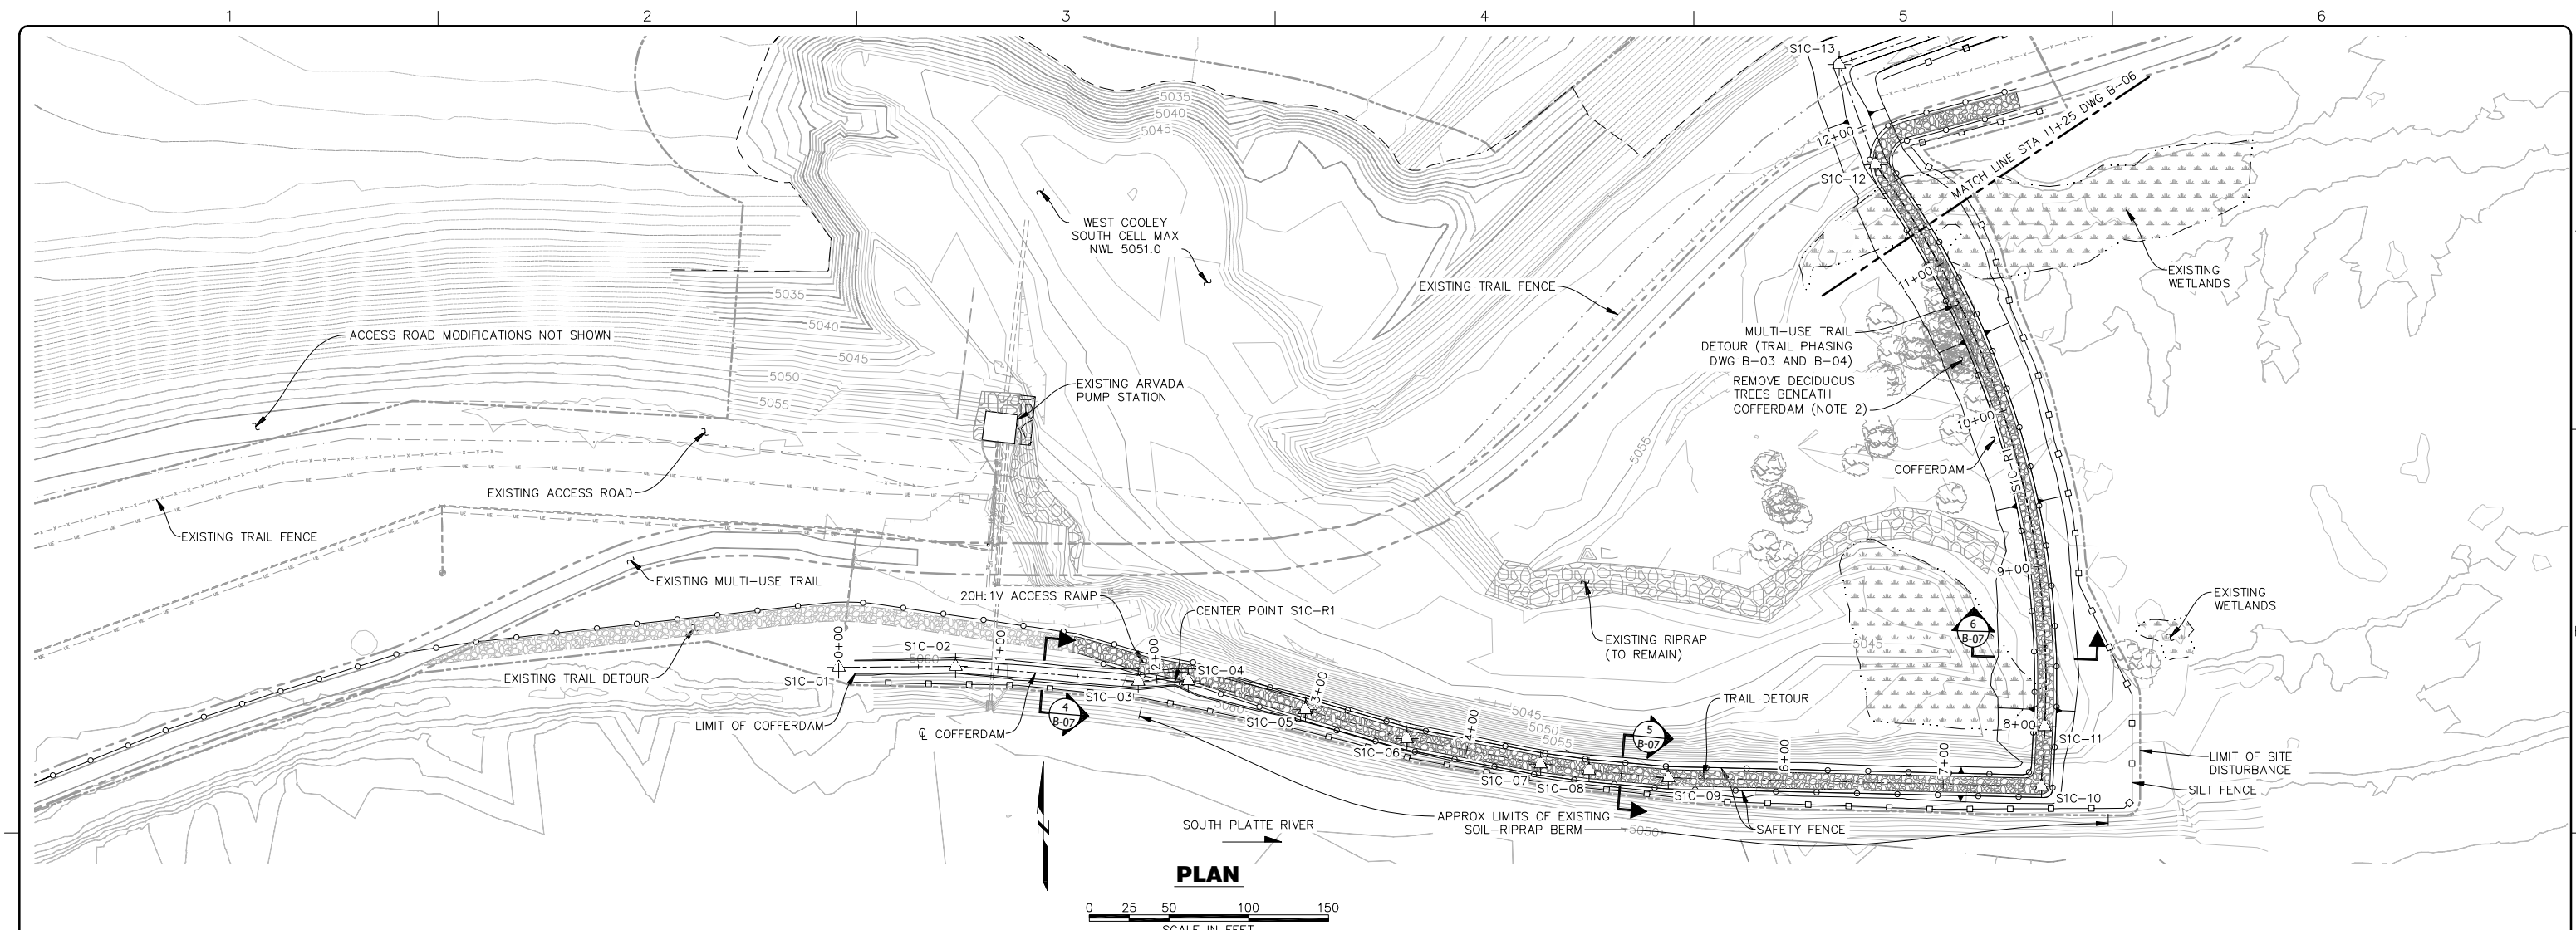 1
2
3
4
5
6
S1C-13
5035
5040
5045
MATCH LINE STA 11+25 DWG B-06
12+00
S1C-12
WEST COOLEY
SOUTH CELL MAX
NWL 5051.0
EXISTING
WETLANDS
11+00
EXISTING TRAIL FENCE
5035
5040
5045
5050
5055
ACCESS ROAD MODIFICATIONS NOT SHOWN
MULTI-USE TRAIL
DETOUR (TRAIL PHASING
DWG B-03 AND B-04)
REMOVE DECIDUOUS
TREES BENEATH
COFFERDAM (NOTE 2)
EXISTING ARVADA
PUMP STATION
10+00
5055
COFFERDAM
S1C-R1
EXISTING ACCESS ROAD
EXISTING TRAIL FENCE
EXISTING MULTI-USE TRAIL
9+00
20H:1V ACCESS RAMP
CENTER POINT S1C-R1
EXISTING
WETLANDS
EXISTING RIPRAP
(TO REMAIN)
6
B-07
5045
0+00
1+00
2+00
S1C-02
5060
S1C-01
S1C-04
S1C-03
EXISTING TRAIL DETOUR
3+00
5060
TRAIL DETOUR
LIMIT OF COFFERDAM
4
B-07
S1C-05
5045
5050
5055
4+00
8+00
S1C-11
℄ COFFERDAM
5
B-07
S1C-06
6+00
7+00
LIMIT OF SITE
DISTURBANCE
S1C-07
S1C-08
S1C-09
S1C-10
SILT FENCE
APPROX LIMITS OF EXISTING
SOIL-RIPRAP BERM
5050
SAFETY FENCE
SOUTH PLATTE RIVER
N
PLAN
0 25 50 100 150
SCALE IN FEET